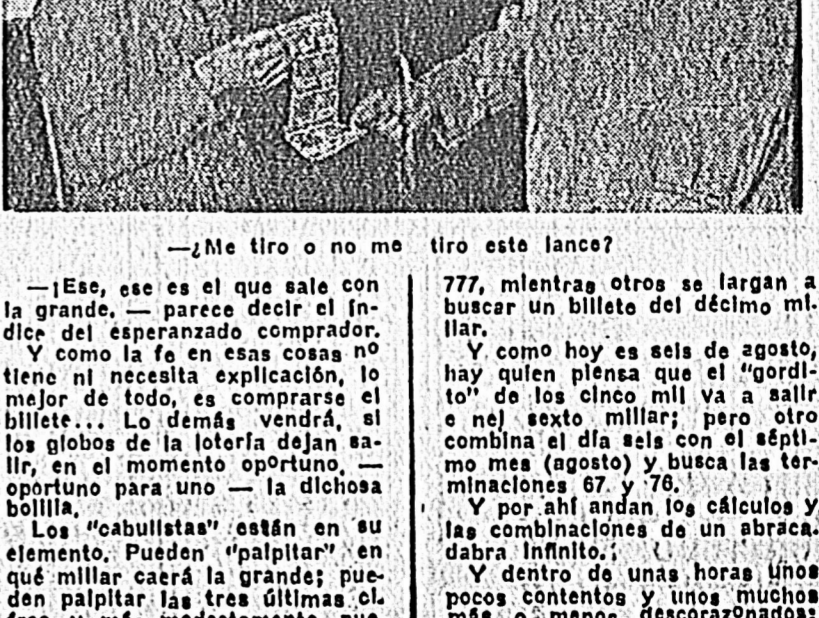 —¿Me tiro o no me tiro este lance?
—¡Ese, ese es el que sale con
la grande. — parece decir el ín-
dice del esperanzado comprador.
Y como la fe en esas cosas no
tiene ni necesita explicación, lo
mejor de todo, es comprarse el
billete... Lo demás vendrá, si
los globos de la lotería dejan sa-
lir, en el momento oportuno, —
oportuno para uno — la dichosa
bolilla.
Los "cabulistas" están en su
elemento. Pueden "palpitar" en
qué millar caerá la grande; pue-
den palpitar las tres últimas ci-
777, mientras otros se largan a
buscar un billete del décimo mi-
llar.
Y como hoy es seis de agosto,
hay quien piensa que el "gordi-
to" de los cinco mil va a salir
e nel sexto millar; pero otro
combina el día seis con el sépti-
mo mes (agosto) y busca las ter-
minaciones 67 y 76.
Y por ahí andan los cálculos y
las combinaciones de un abraca-
dabra infinito.
Y dentro de unas horas unos
pocos contentos y unos muchos
más o menos descorazonados: